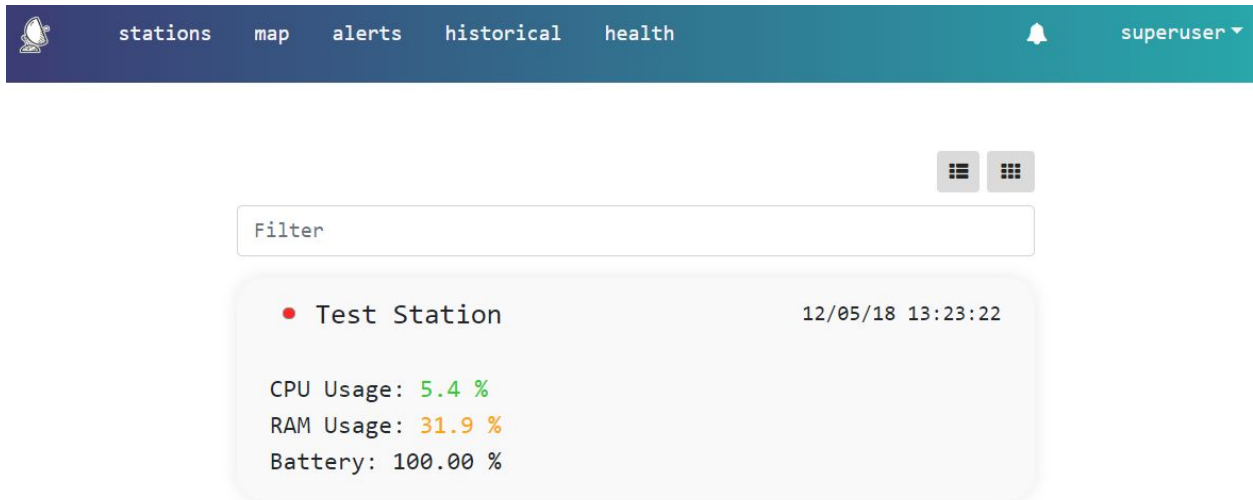 stations map alerts historical health superuser
Filter
Test Station 12/05/18 13:23:22
CPU Usage: 5.4 %
RAM Usage: 31.9 %
Battery: 100.00 %